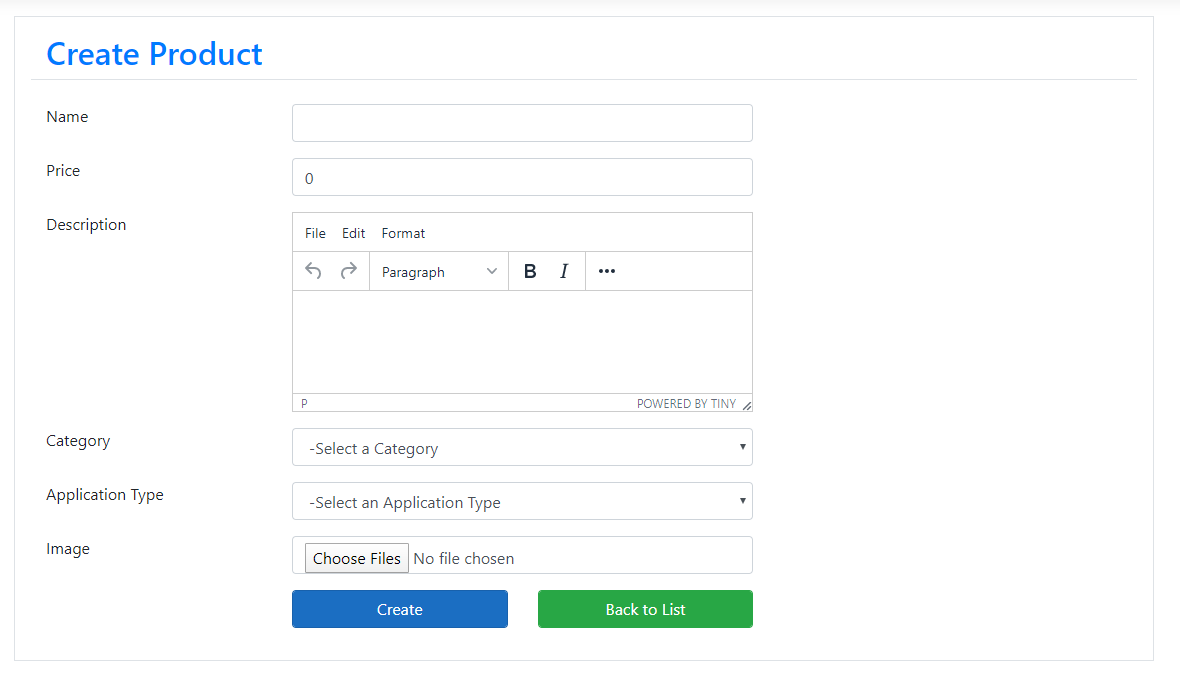 Create Product
Name
Price
0
Description
File Edit Format
Paragraph B I
P POWERED BY TINY
Category
-Select a Category
Application Type
-Select an Application Type
Image
Choose Files No file chosen
Create Back to List